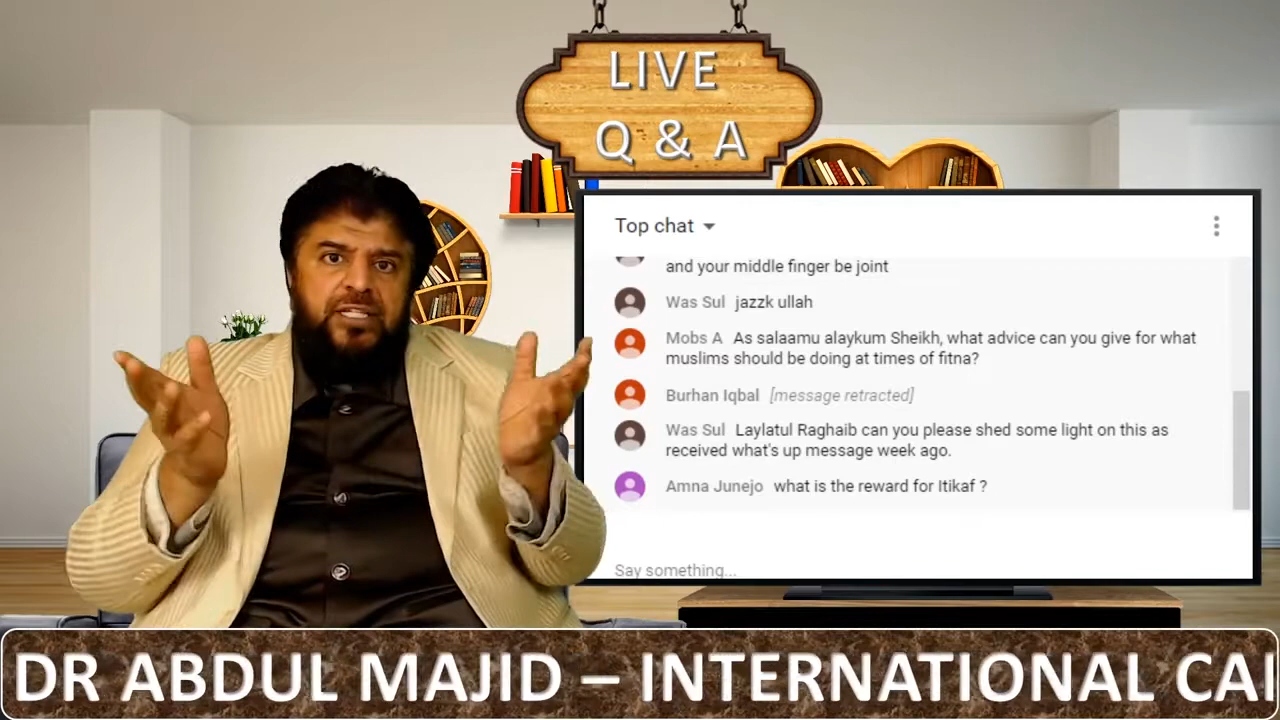 LIVE
Q & A
Top chat
and your middle finger be joint
Was Sul jazzk ullah
Mobs A As salaamu alaykum Sheikh, what advice can you give for what
muslims should be doing at times of fitna?
Burhan Iqbal [message retracted]
Was Sul Laylatul Raghaib can you please shed some light on this as
received what's up message week ago.
Amna Junejo what is the reward for Itikaf ?
Say something...
DR ABDUL MAJID – INTERNATIONAL CAI